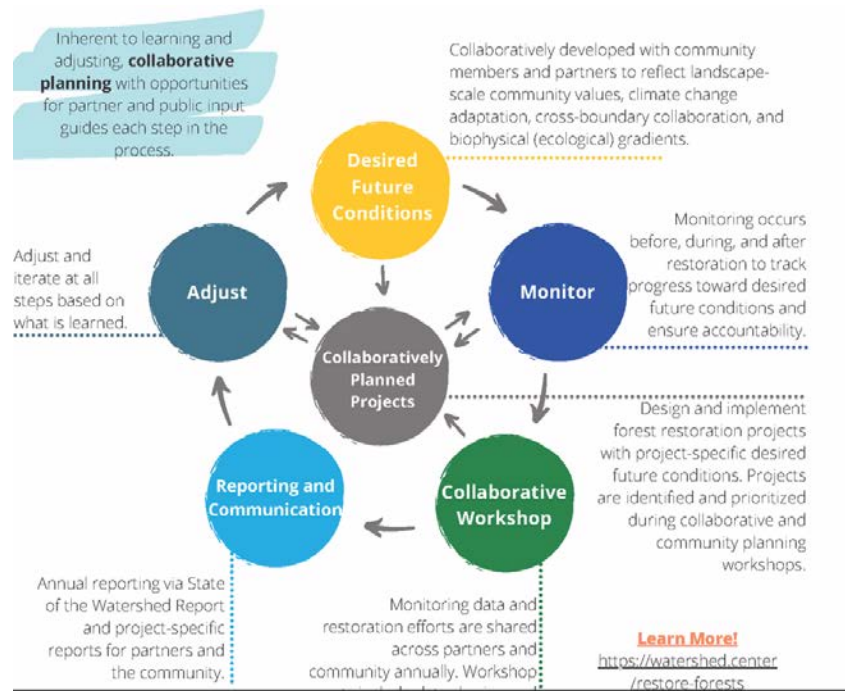 Inherent to learning and
adjusting, collaborative
planning with opportunities
for partner and public input
guides each step in the
process.
Collaboratively developed with community
members and partners to reflect landscape-
scale community values, climate change
adaptation, cross-boundary collaboration, and
biophysical (ecological) gradients.
Desired
Future
Conditions
Monitoring occurs
before, during, and after
restoration to track
progress toward desired
future conditions and
ensure accountability.
Monitor
Adjust and
iterate at all
steps based on
what is learned.
Adjust
Collaboratively
Planned
Projects
Design and implement
forest restoration projects
with project-specific desired
future conditions. Projects
are identified and prioritized
during collaborative and
community planning
workshops.
Reporting and
Communication
Collaborative
Workshop
Annual reporting via State
of the Watershed Report
and project-specific
reports for partners and
the community.
Monitoring data and
restoration efforts are shared
across partners and
community annually. Workshop
Learn More!
https://watershed.center
/restore-forests